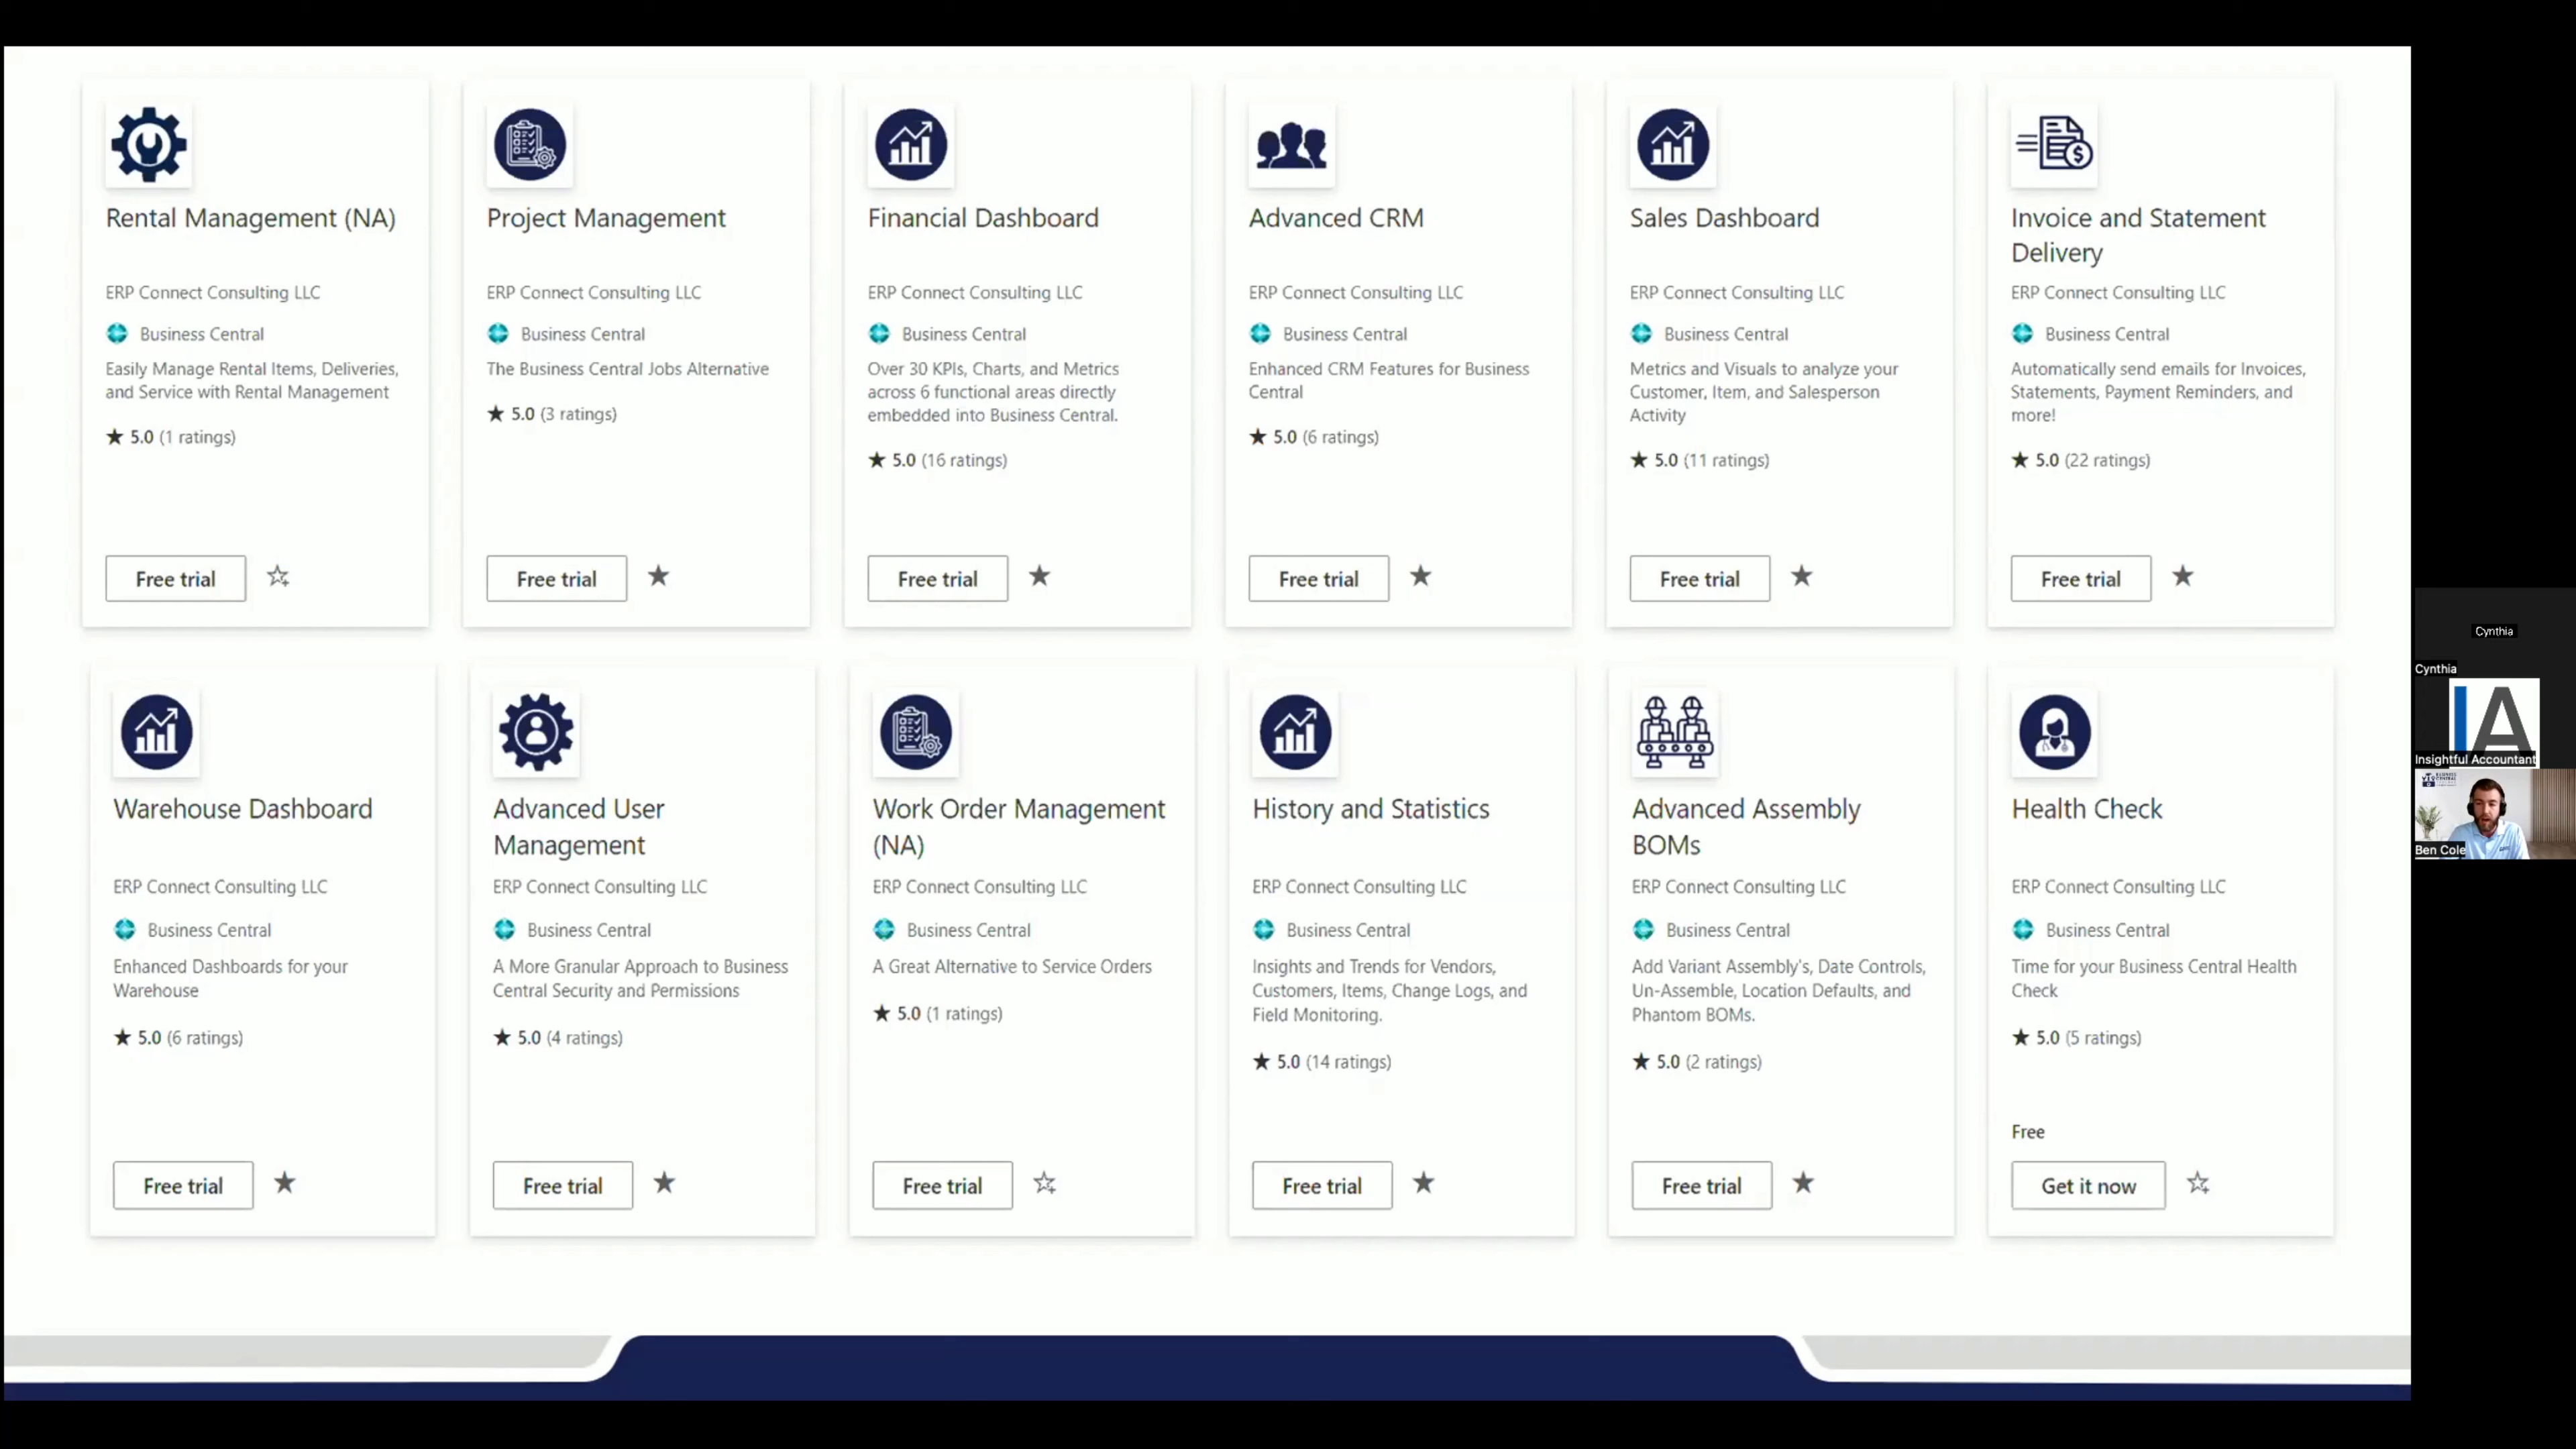 Rental Management (NA)
ERP Connect Consulting LLC
Business Central
Easily Manage Rental Items, Deliveries,
and Service with Rental Management
5.0 (1 ratings)
Free trial
Project Management
ERP Connect Consulting LLC
Business Central
The Business Central Jobs Alternative
5.0 (3 ratings)
Free trial
Financial Dashboard
ERP Connect Consulting LLC
Business Central
Over 30 KPIs, Charts, and Metrics
across 6 functional areas directly
embedded into Business Central.
5.0 (16 ratings)
Free trial
Advanced CRM
ERP Connect Consulting LLC
Business Central
Enhanced CRM Features for Business
Central
5.0 (6 ratings)
Free trial
Sales Dashboard
ERP Connect Consulting LLC
Business Central
Metrics and Visuals to analyze your
Customer, Item, and Salesperson
Activity
5.0 (11 ratings)
Free trial
Invoice and Statement
Delivery
ERP Connect Consulting LLC
Business Central
Automatically send emails for Invoices,
Statements, Payment Reminders, and
more!
5.0 (22 ratings)
Free trial
Warehouse Dashboard
ERP Connect Consulting LLC
Business Central
Enhanced Dashboards for your
Warehouse
5.0 (6 ratings)
Free trial
Advanced User
Management
ERP Connect Consulting LLC
Business Central
A More Granular Approach to Business
Central Security and Permissions
5.0 (4 ratings)
Free trial
Work Order Management
(NA)
ERP Connect Consulting LLC
Business Central
A Great Alternative to Service Orders
5.0 (1 ratings)
Free trial
History and Statistics
ERP Connect Consulting LLC
Business Central
Insights and Trends for Vendors,
Customers, Items, Change Logs, and
Field Monitoring.
5.0 (14 ratings)
Free trial
Advanced Assembly
BOMs
ERP Connect Consulting LLC
Business Central
Add Variant Assembly's, Date Controls,
Un-Assemble, Location Defaults, and
Phantom BOMs.
5.0 (2 ratings)
Free trial
Health Check
ERP Connect Consulting LLC
Business Central
Time for your Business Central Health
Check
5.0 (5 ratings)
Free
Get it now
Cynthia
Cynthia
IA
Insightful Accountant
Ben Cole